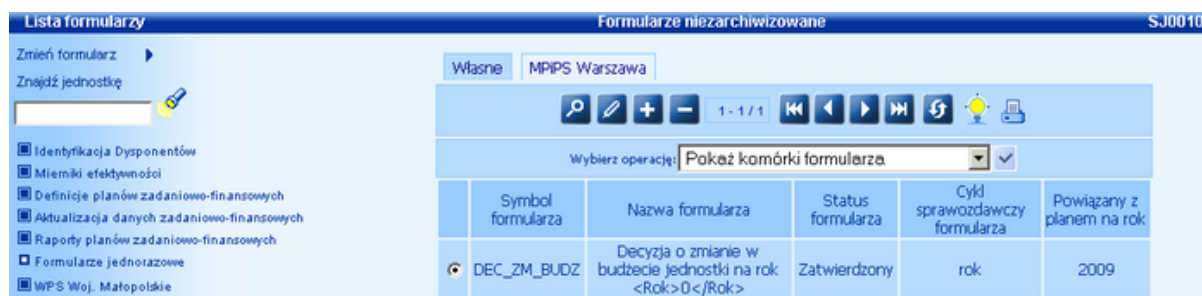 Lista formularzy
Formularze niezarchiwizowane
SJ0010
Zmień formularz
Znajdź jednostkę
Identyfikacja Dysponentów
Mierniki efektywności
Definicje planów zadaniowo-finansowych
Aktualizacja danych zadaniowo-finansowych
Raporty planów zadaniowo-finansowych
Formularze jednorazowe
WPS Woj. Małopolskie
Własne
MPiPS Warszawa
1 - 1 / 1
Wybierz operację: Pokaż komórki formularza
Symbol
formularza
Nazwa formularza
Status
formularza
Cykl
sprawozdawczy
formularza
Powiązany z
planem na rok
DEC_ZM_BUDZ
Decyzja o zmianie w
budżecie jednostki na rok
<Rok>0</Rok>
Zatwierdzony
rok
2009